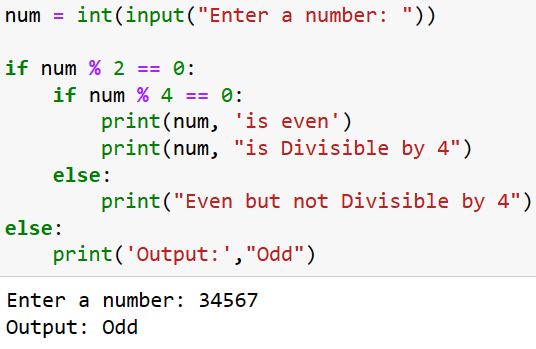 num = int(input("Enter a number: "))
if num % 2 == 0:
    if num % 4 == 0:
        print(num, 'is even')
        print(num, "is Divisible by 4")
    else:
        print("Even but not Divisible by 4")
else:
    print('Output:',"Odd")
Enter a number: 34567
Output: Odd